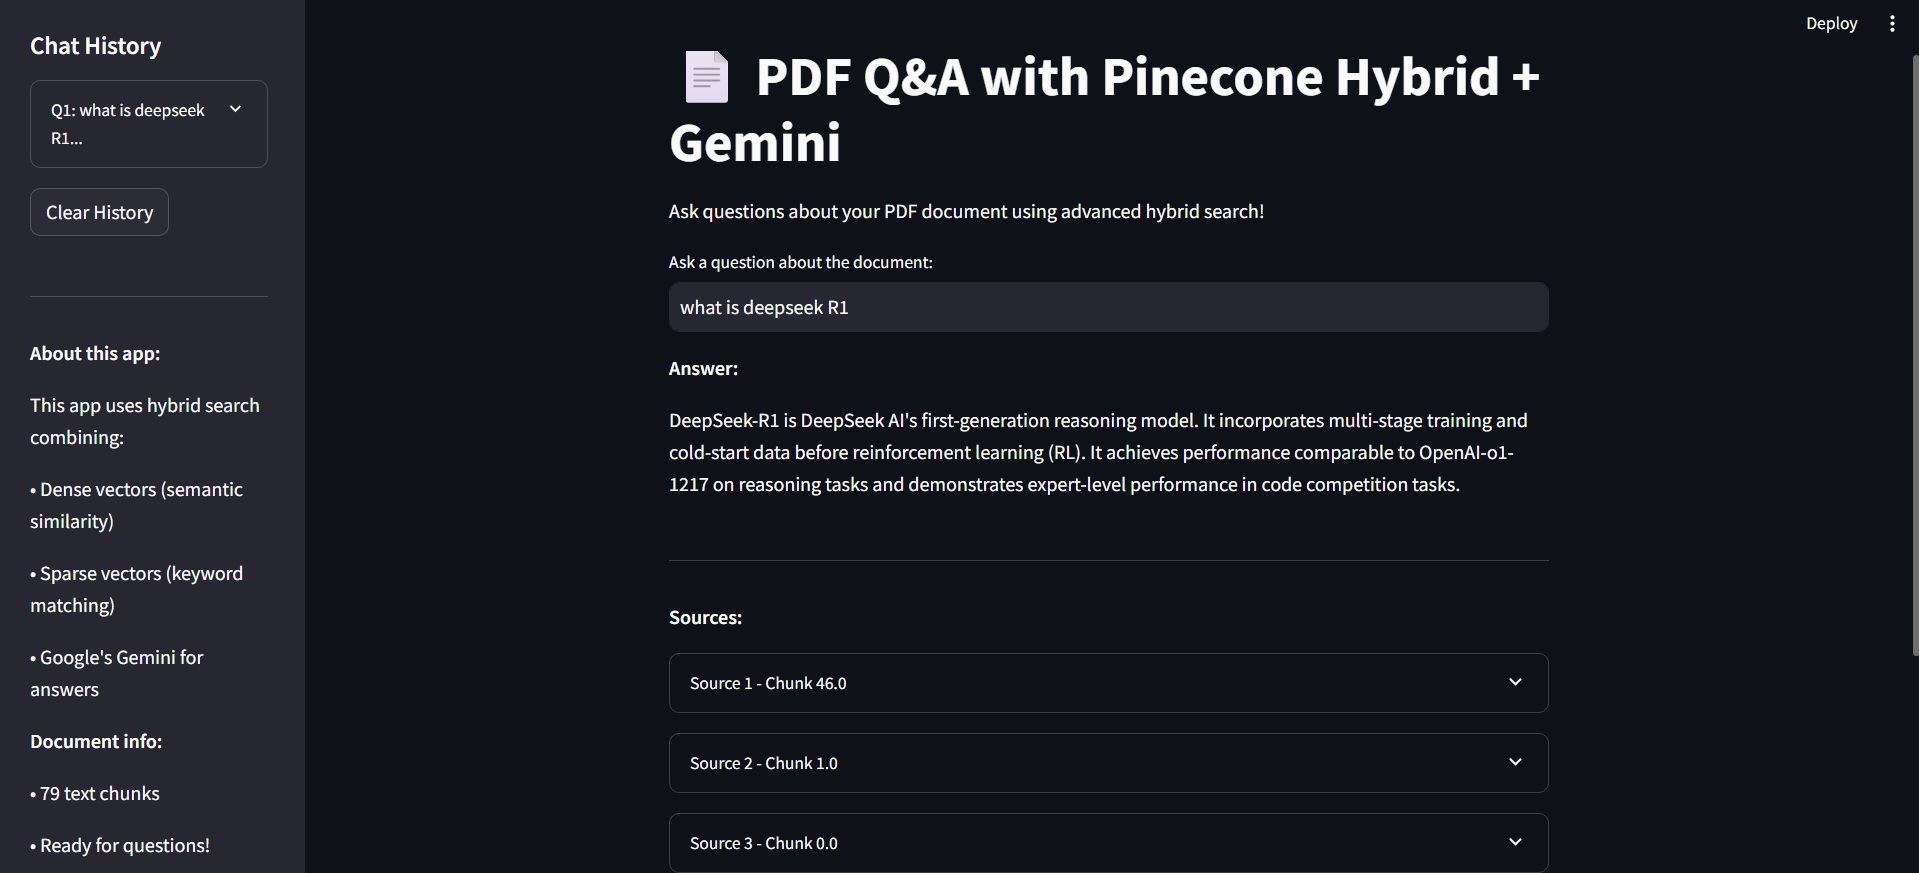 Chat History
Q1: what is deepseek
R1...
Clear History
About this app:
This app uses hybrid search
combining:
• Dense vectors (semantic
similarity)
• Sparse vectors (keyword
matching)
• Google's Gemini for
answers
Document info:
• 79 text chunks
• Ready for questions!
Deploy
PDF Q&A with Pinecone Hybrid +
Gemini
Ask questions about your PDF document using advanced hybrid search!
Ask a question about the document:
what is deepseek R1
Answer:
DeepSeek-R1 is DeepSeek AI's first-generation reasoning model. It incorporates multi-stage training and
cold-start data before reinforcement learning (RL). It achieves performance comparable to OpenAI-o1-
1217 on reasoning tasks and demonstrates expert-level performance in code competition tasks.
Sources:
Source 1 - Chunk 46.0
Source 2 - Chunk 1.0
Source 3 - Chunk 0.0